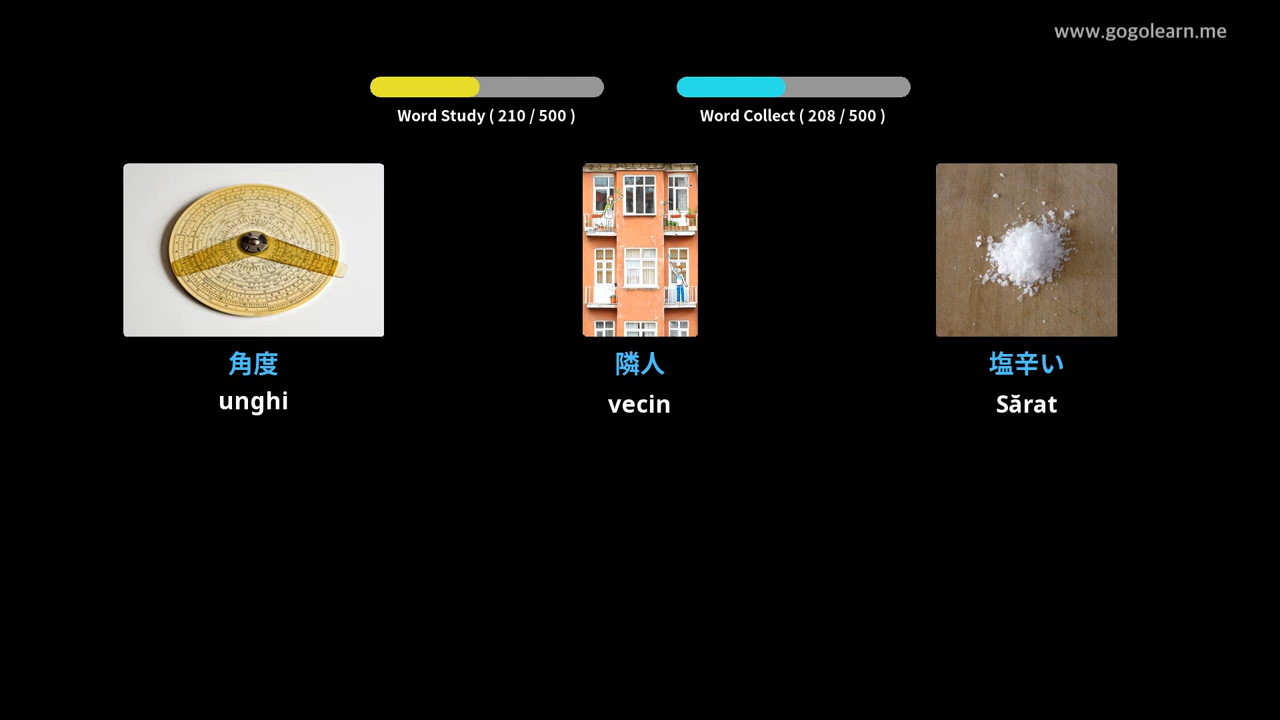 www.gogolearn.me
Word Study ( 210 / 500 )
Word Collect ( 208 / 500 )
角度
unghi
隣人
vecin
塩辛い
Sărat